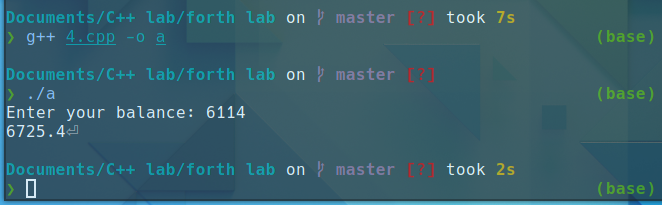 Documents/C++ lab/forth lab on ᚠ master [?] took 7s
❯ g++ 4.cpp -o a (base)
Documents/C++ lab/forth lab on ᚠ master [?]
❯ ./a (base)
Enter your balance: 6114
6725.4⏎
Documents/C++ lab/forth lab on ᚠ master [?] took 2s
❯ (base)